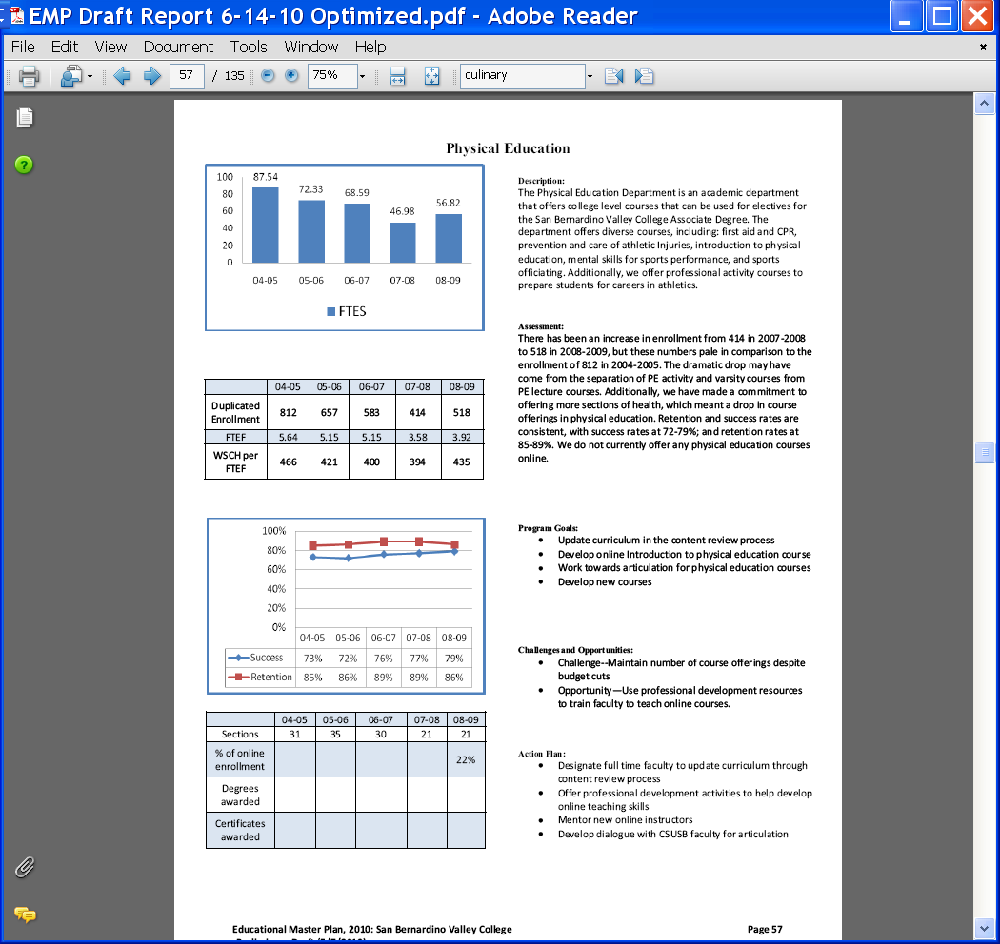 EMP Draft Report 6-14-10 Optimized.pdf - Adobe Reader
File Edit View Document Tools Window Help
57 / 135 75% culinary
Physical Education
100
80
60
40
20
0
87.54
72.33
68.59
46.98
56.82
04-05 05-06 06-07 07-08 08-09
FTES
04-05 05-06 06-07 07-08 08-09
Duplicated
Enrollment
812 657 583 414 518
FTEF 5.64 5.15 5.15 3.58 3.92
WSCH per
FTEF
466 421 400 394 435
100%
80%
60%
40%
20%
0%
04-05 05-06 06-07 07-08 08-09
Success 73% 72% 76% 77% 79%
Retention 85% 86% 89% 89% 86%
04-05 05-06 06-07 07-08 08-09
Sections 31 35 30 21 21
% of online
enrollment
22%
Degrees
awarded
Certificates
awarded
Description:
The Physical Education Department is an academic department
that offers college level courses that can be used for electives for
the San Bernardino Valley College Associate Degree. The
department offers diverse courses, including: first aid and CPR,
prevention and care of athletic Injuries, introduction to physical
education, mental skills for sports performance, and sports
officiating. Additionally, we offer professional activity courses to
prepare students for careers in athletics.
Assessment:
There has been an increase in enrollment from 414 in 2007-2008
to 518 in 2008-2009, but these numbers pale in comparison to the
enrollment of 812 in 2004-2005. The dramatic drop may have
come from the separation of PE activity and varsity courses from
PE lecture courses. Additionally, we have made a commitment to
offering more sections of health, which meant a drop in course
offerings in physical education. Retention and success rates are
consistent, with success rates at 72-79%; and retention rates at
85-89%. We do not currently offer any physical education courses
online.
Program Goals:
• Update curriculum in the content review process
• Develop online Introduction to physical education course
• Work towards articulation for physical education courses
• Develop new courses
Challenges and Opportunities:
• Challenge--Maintain number of course offerings despite
budget cuts
• Opportunity—Use professional development resources
to train faculty to teach online courses.
Action Plan:
• Designate full time faculty to update curriculum through
content review process
• Offer professional development activities to help develop
online teaching skills
• Mentor new online instructors
• Develop dialogue with CSUSB faculty for articulation
Educational Master Plan, 2010: San Bernardino Valley College Page 57